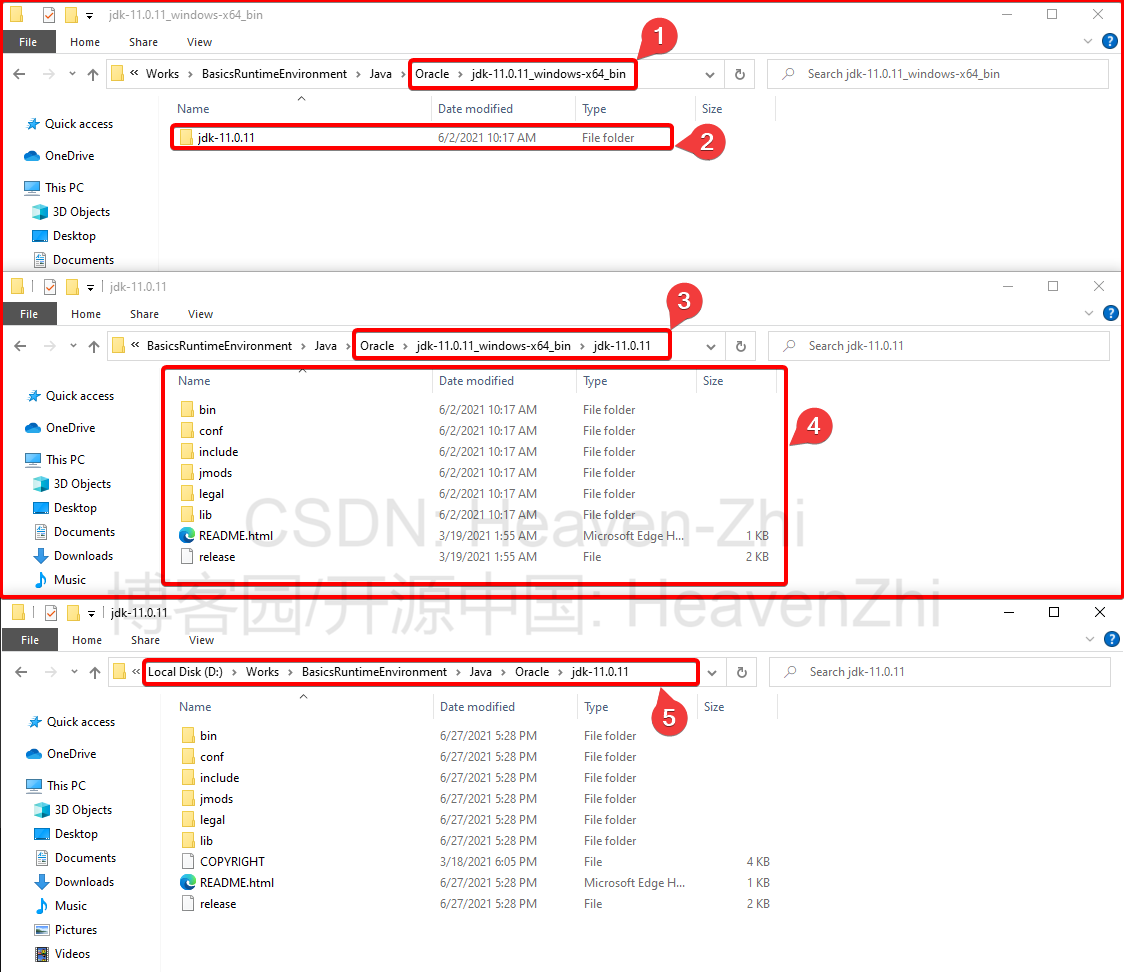 jdk-11.0.11_windows-x64_bin
File Home Share View
« Works › BasicsRuntimeEnvironment › Java › Oracle › jdk-11.0.11_windows-x64_bin Search jdk-11.0.11_windows-x64_bin
1
Name Date modified Type Size
Quick access
jdk-11.0.11 6/2/2021 10:17 AM File folder
2
OneDrive
This PC
3D Objects
Desktop
Documents
jdk-11.0.11
File Home Share View
3
« BasicsRuntimeEnvironment › Java › Oracle › jdk-11.0.11_windows-x64_bin › jdk-11.0.11 Search jdk-11.0.11
Name Date modified Type Size
Quick access
OneDrive
This PC
3D Objects
Desktop
Documents
Downloads
Music
bin 6/2/2021 10:17 AM File folder
conf 6/2/2021 10:17 AM File folder
include 6/2/2021 10:17 AM File folder
jmods 6/2/2021 10:17 AM File folder
legal 6/2/2021 10:17 AM File folder
lib 6/2/2021 10:17 AM File folder
README.html 3/19/2021 1:55 AM Microsoft Edge H... 1 KB
release 3/19/2021 1:55 AM File 2 KB
4
CSDN: Heaven-Zhi
博客园/开源中国: HeavenZhi
jdk-11.0.11
File Home Share View
« Local Disk (D:) › Works › BasicsRuntimeEnvironment › Java › Oracle › jdk-11.0.11 Search jdk-11.0.11
5
Name Date modified Type Size
Quick access
OneDrive
This PC
3D Objects
Desktop
Documents
Downloads
Music
Pictures
Videos
bin 6/27/2021 5:28 PM File folder
conf 6/27/2021 5:28 PM File folder
include 6/27/2021 5:28 PM File folder
jmods 6/27/2021 5:28 PM File folder
legal 6/27/2021 5:28 PM File folder
lib 6/27/2021 5:28 PM File folder
COPYRIGHT 3/18/2021 6:05 PM File 4 KB
README.html 6/27/2021 5:28 PM Microsoft Edge H... 1 KB
release 6/27/2021 5:28 PM File 2 KB